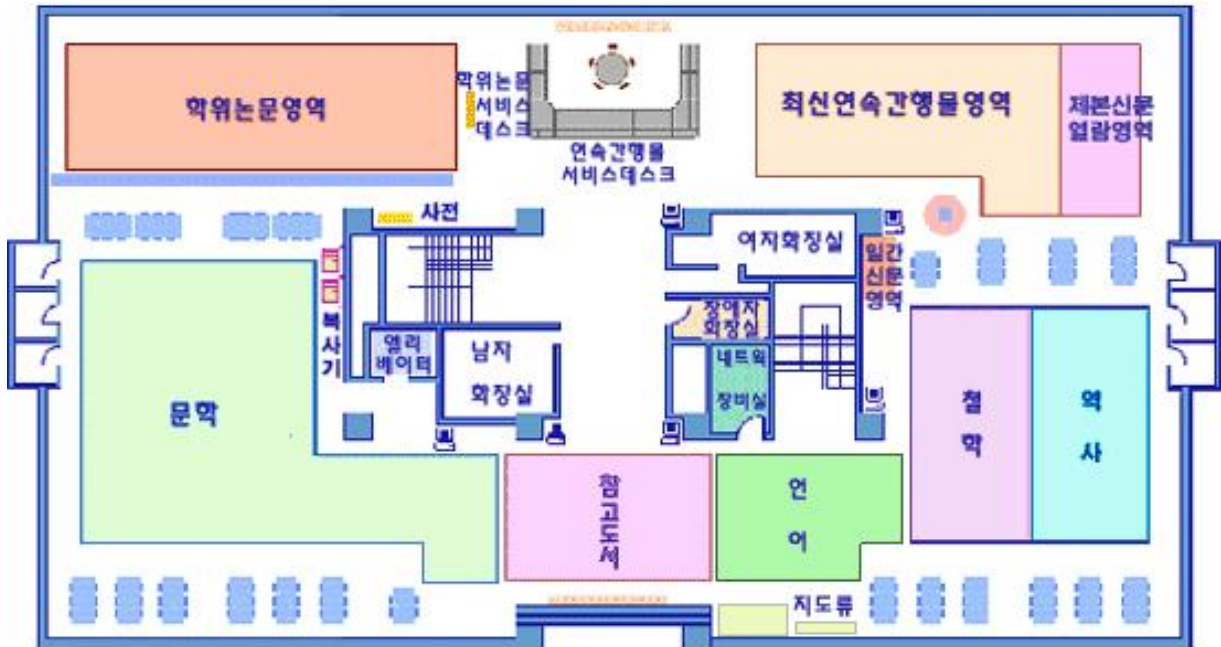 학위논문영역
학위논문
서비스
데스크
연속간행물
서비스데스크
최신연속간행물영역
제본신문
열람영역
사전
여자화장실
일간
신문
영역
복사기
엘리
베이터
남자
화장실
장애자
화장실
네트웍
장비실
문학
철학
역사
참고도서
언어
지도류